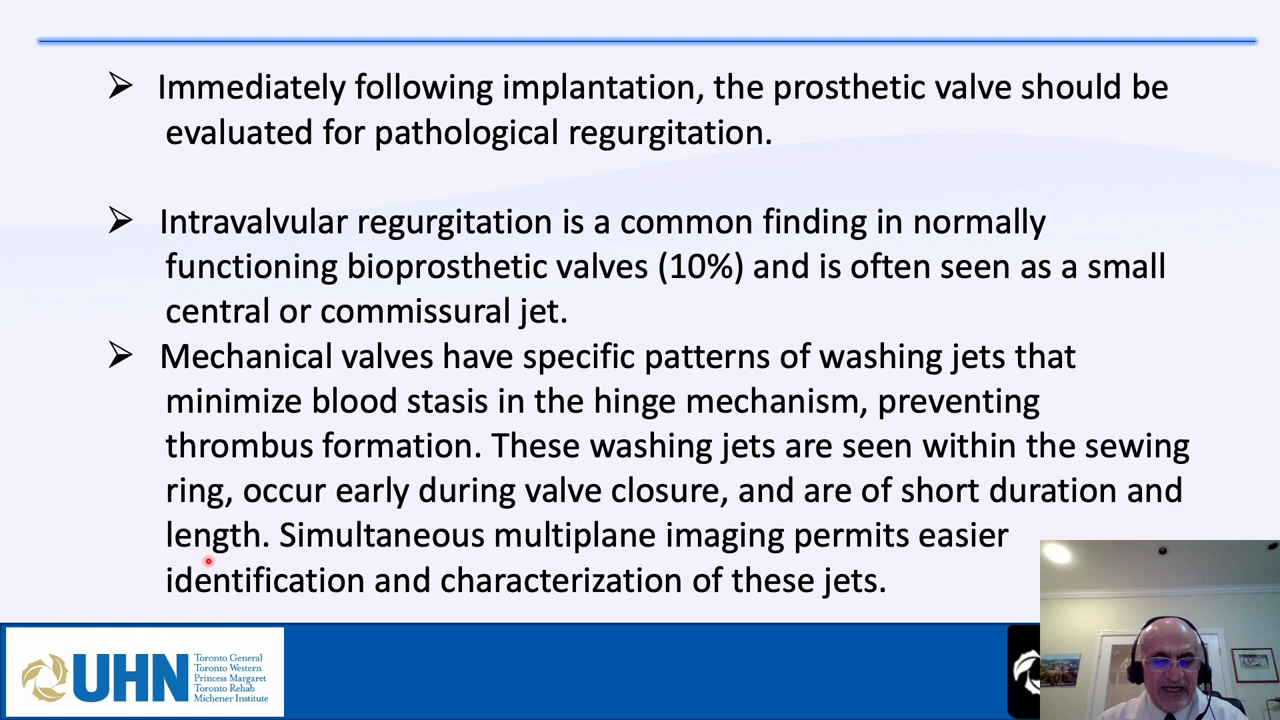 ➢ Immediately following implantation, the prosthetic valve should be
evaluated for pathological regurgitation.
➢ Intravalvular regurgitation is a common finding in normally
functioning bioprosthetic valves (10%) and is often seen as a small
central or commissural jet.
➢ Mechanical valves have specific patterns of washing jets that
minimize blood stasis in the hinge mechanism, preventing
thrombus formation. These washing jets are seen within the sewing
ring, occur early during valve closure, and are of short duration and
length. Simultaneous multiplane imaging permits easier
identification and characterization of these jets.
UHN
Toronto General
Toronto Western
Princess Margaret
Toronto Rehab
Michener Institute